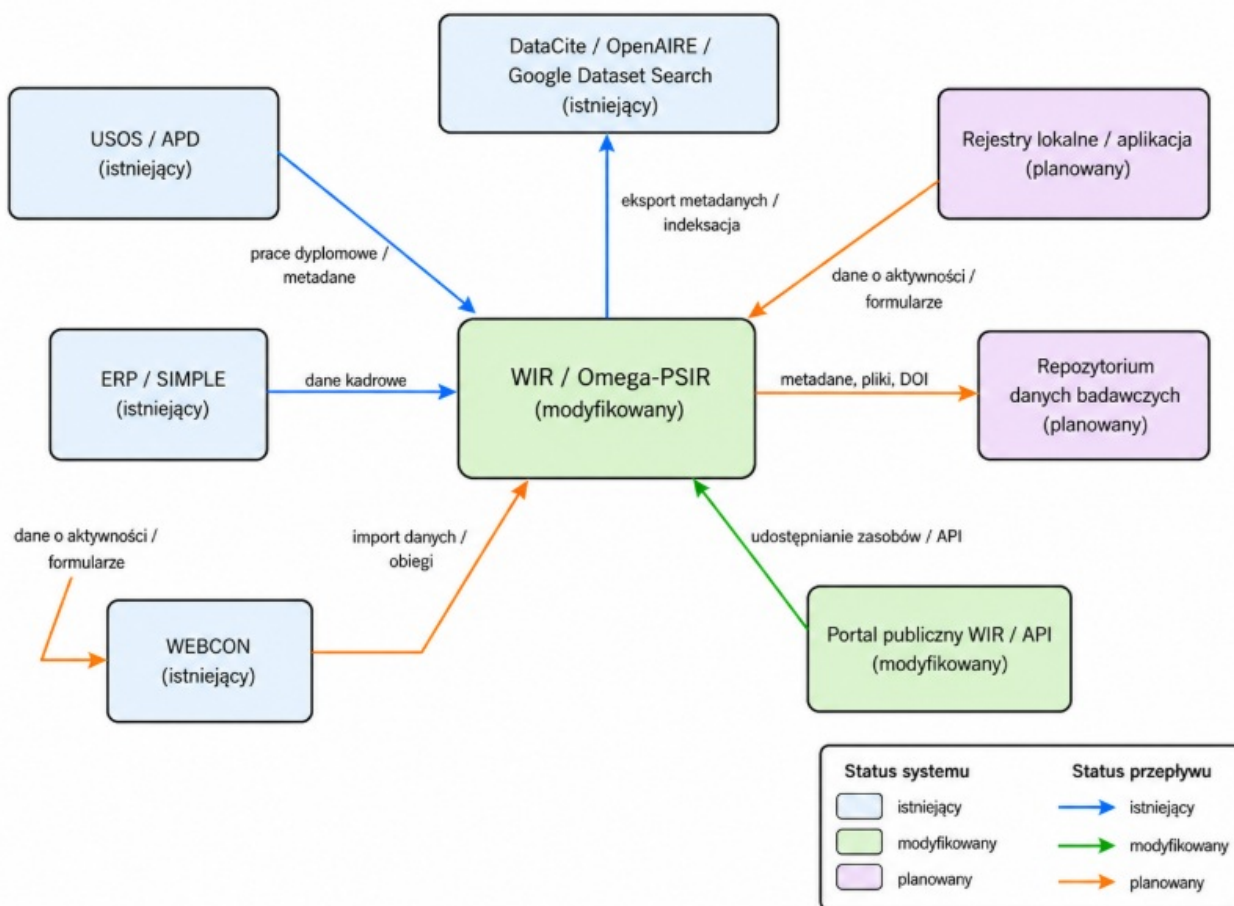 DataCite / OpenAIRE /
Google Dataset Search
(istniejący)
USOS / APD
(istniejący)
Rejestry lokalne / aplikacja
(planowany)
eksport metadanych /
indeksacja
prace dyplomowe /
metadane
dane o aktywności /
formularze
ERP / SIMPLE
(istniejący)
dane kadrowe
WIR / Omega-PSIR
(modyfikowany)
metadane, pliki, DOI
Repozytorium
danych badawczych
(planowany)
dane o aktywności /
formularze
import danych /
obiegi
udostępnianie zasobów / API
WEBCON
(istniejący)
Portal publiczny WIR / API
(modyfikowany)
Status systemu
istniejący
modyfikowany
planowany
Status przepływu
istniejący
modyfikowany
planowany